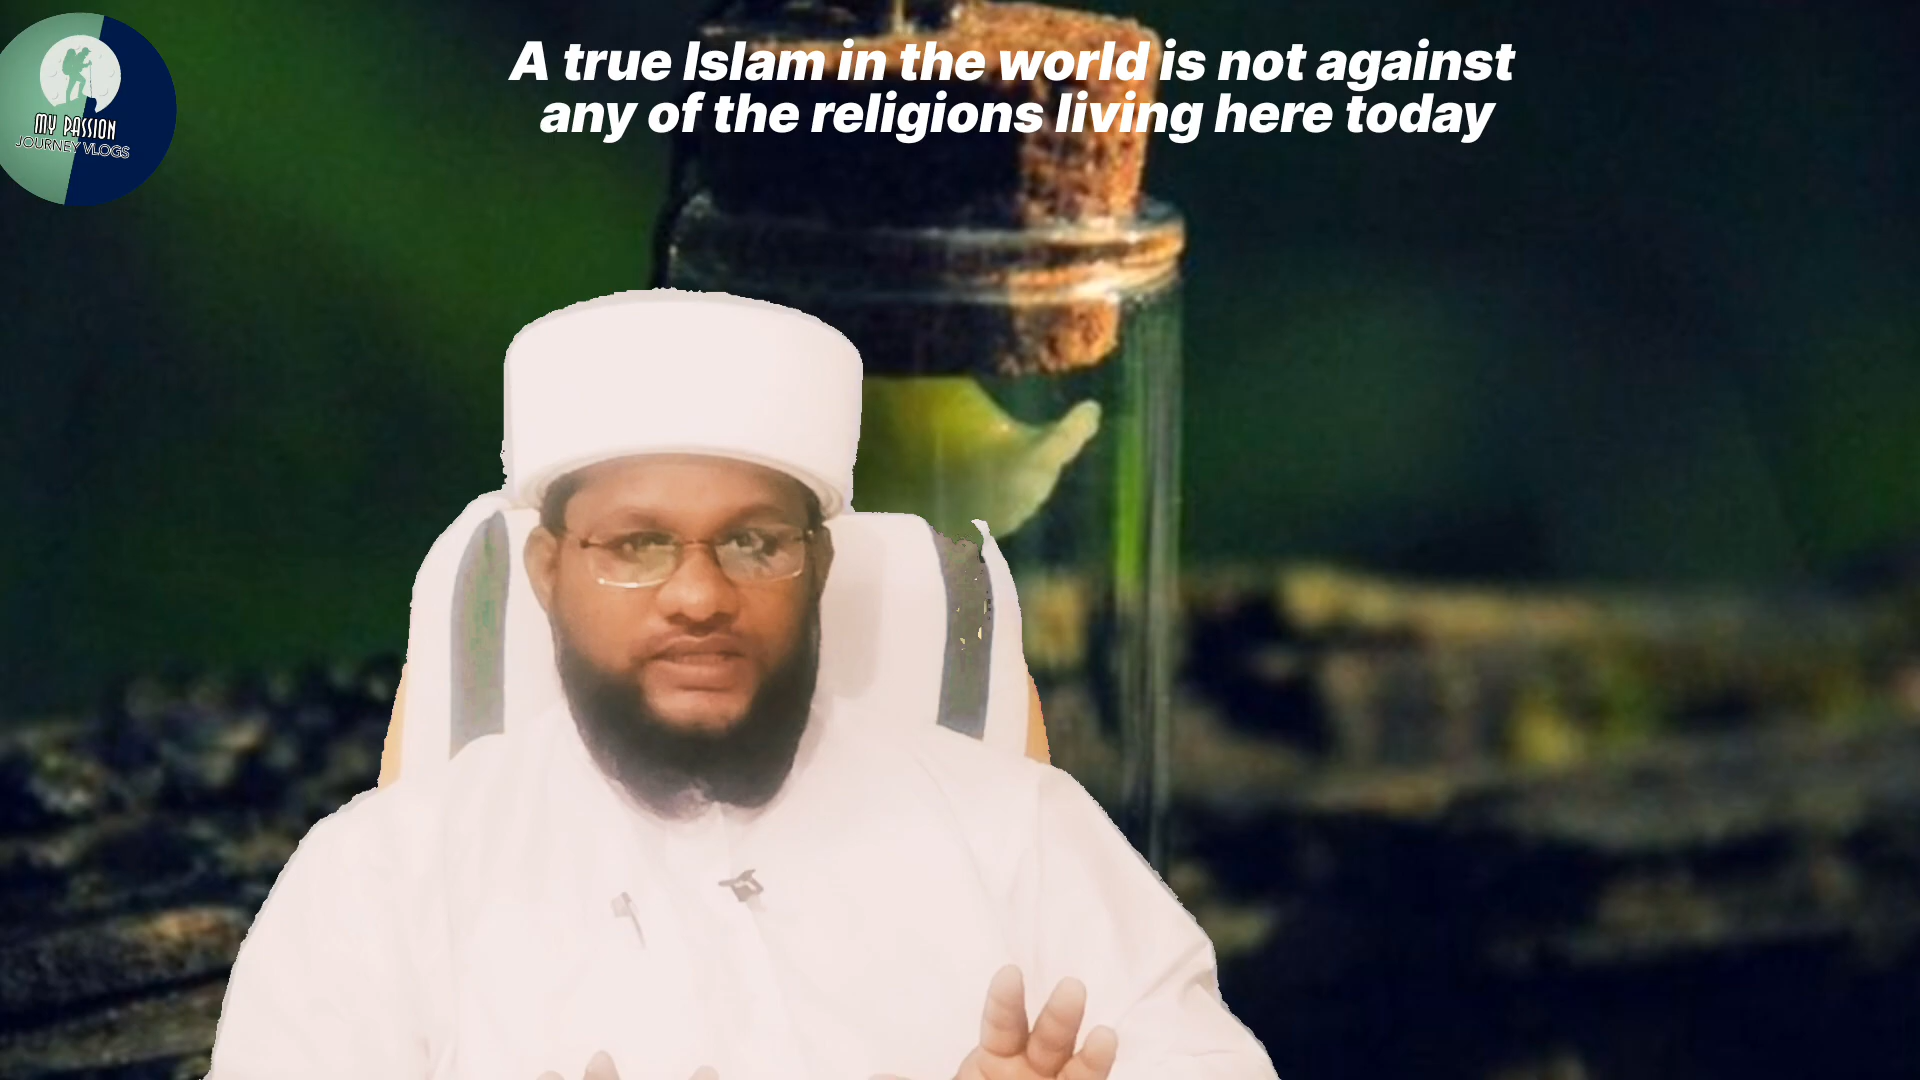 A true Islam in the world is not against
any of the religions living here today
MY PASSION
JOURNEY VLOGS